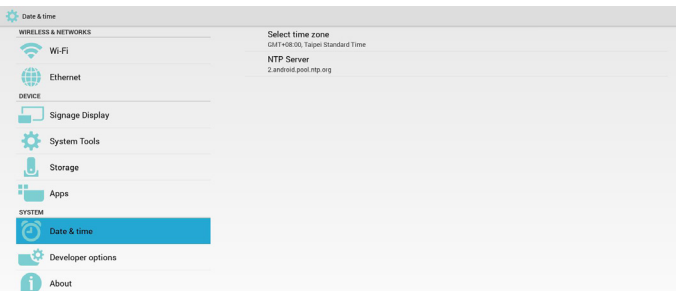 Date & time
WIRELESS & NETWORKS
Wi-Fi
Ethernet
DEVICE
Signage Display
System Tools
Storage
Apps
SYSTEM
Date & time
Developer options
About
Select time zone
GMT+08:00, Taipei Standard Time
NTP Server
2.android.pool.ntp.org